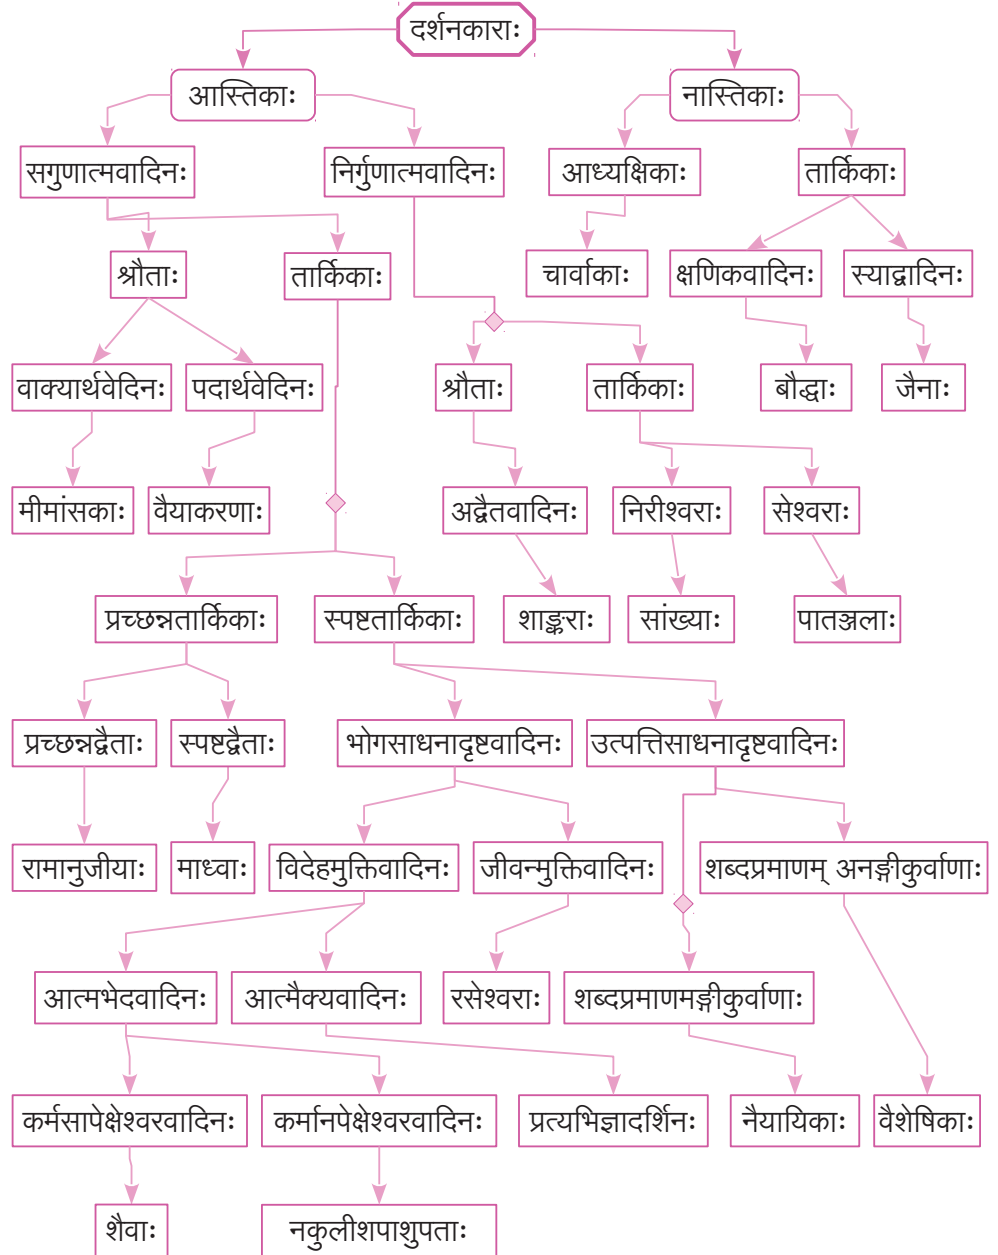 दर्शनकाराः
आस्तिकाः
नास्तिकाः
सगुणात्मवादिनः
निर्गुणात्मवादिनः
आध्यक्षिकाः
तार्किकाः
श्रौताः
तार्किकाः
चार्वाकाः
क्षणिकवादिनः
स्याद्वादिनः
वाक्यार्थवेदिनः
पदार्थवेदिनः
श्रौताः
तार्किकाः
बौद्धाः
जैनाः
मीमांसकाः
वैयाकरणाः
अद्वैतवादिनः
निरीश्वराः
सेश्वराः
प्रच्छन्नतार्किकाः
स्पष्टतार्किकाः
शाङ्कराः
सांख्याः
पातञ्जलाः
प्रच्छन्नद्वैताः
स्पष्टद्वैताः
भोगसाधनादृष्टवादिनः
उत्पत्तिसाधनादृष्टवादिनः
रामानुजीयाः
माध्वाः
विदेहमुक्तिवादिनः
जीवन्मुक्तिवादिनः
शब्दप्रमाणम् अनङ्गीकुर्वाणाः
आत्मभेदवादिनः
आत्मैक्यवादिनः
रसेश्वराः
शब्दप्रमाणमङ्गीकुर्वाणाः
कर्मसापेक्षेश्वरवादिनः
कर्मानपेक्षेश्वरवादिनः
प्रत्यभिज्ञादर्शिनः
नैयायिकाः
वैशेषिकाः
शैवाः
नकुलीशपाशुपताः